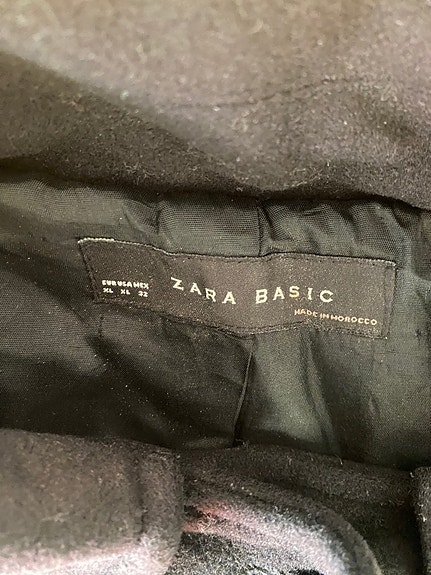 EUR USA MEX
XL XL 32
ZARA BASIC
MADE IN MOROCCO